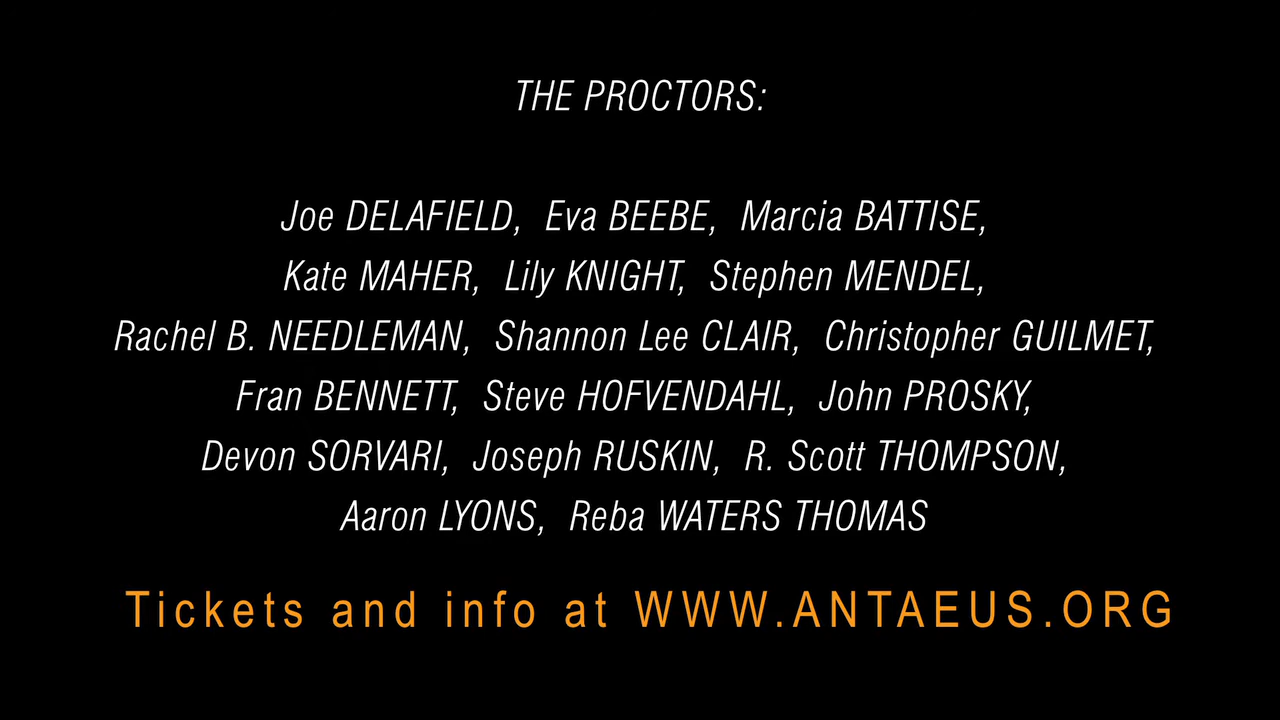 THE PROCTORS:
Joe DELAFIELD, Eva BEEBE, Marcia BATTISE,
Kate MAHER, Lily KNIGHT, Stephen MENDEL,
Rachel B. NEEDLEMAN, Shannon Lee CLAIR, Christopher GUILMET,
Fran BENNETT, Steve HOFVENDAHL, John PROSKY,
Devon SORVARI, Joseph RUSKIN, R. Scott THOMPSON,
Aaron LYONS, Reba WATERS THOMAS
Tickets and info at WWW.ANTAEUS.ORG